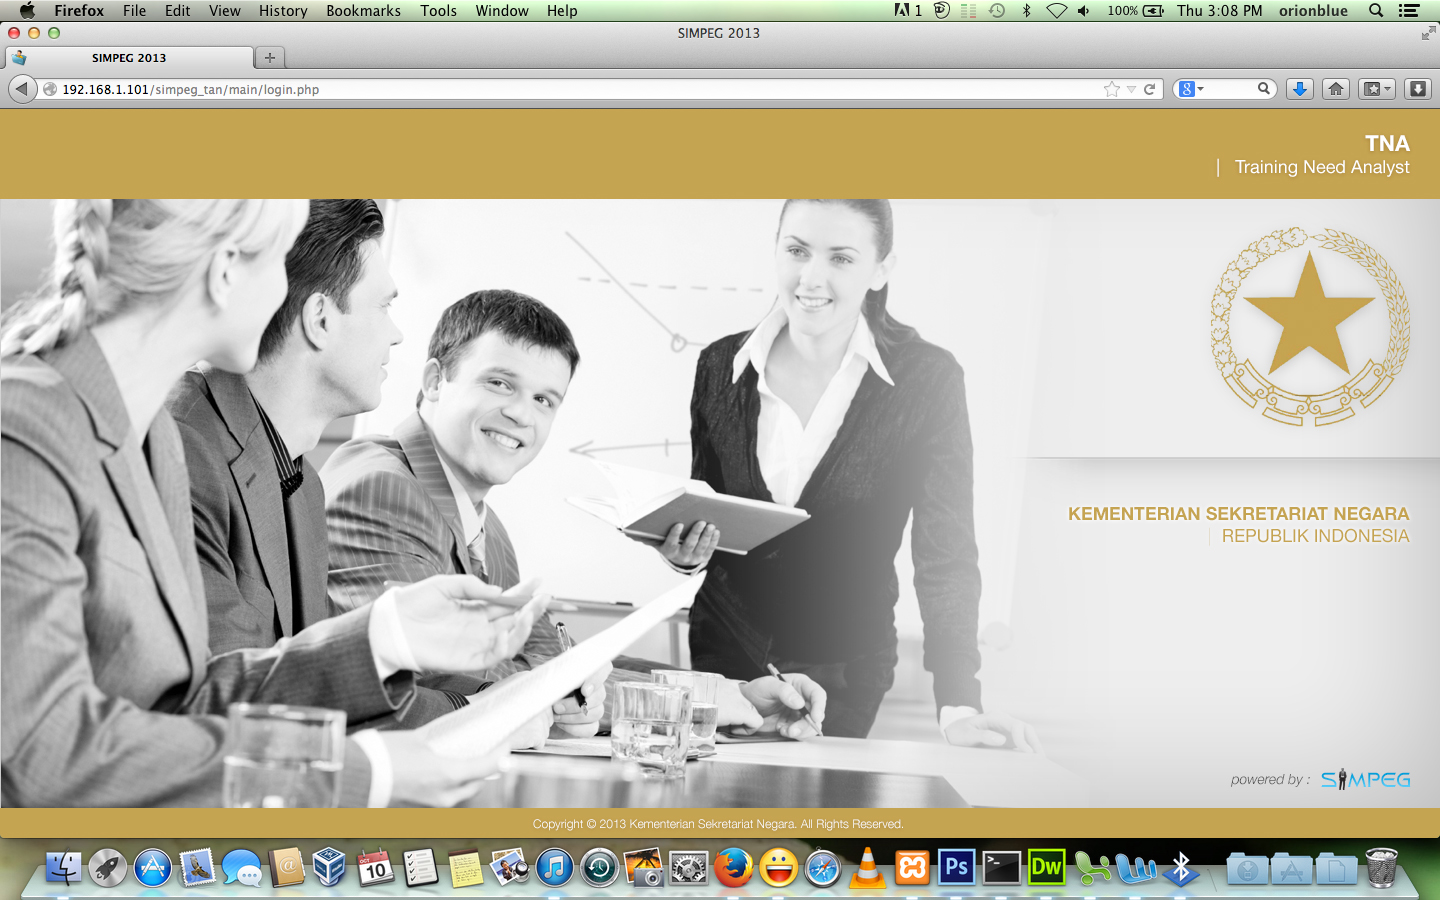 Firefox File Edit View History Bookmarks Tools Window Help 1 100% Thu 3:08 PM orionblue
SIMPEG 2013
SIMPEG 2013
192.168.1.101/simpeg_tan/main/login.php
TNA
| Training Need Analyst
KEMENTERIAN SEKRETARIAT NEGARA
REPUBLIK INDONESIA
powered by : SIMPEG
Copyright © 2013 Kementerian Sekretariat Negara. All Rights Reserved.
OCT
10
Ps
Dw